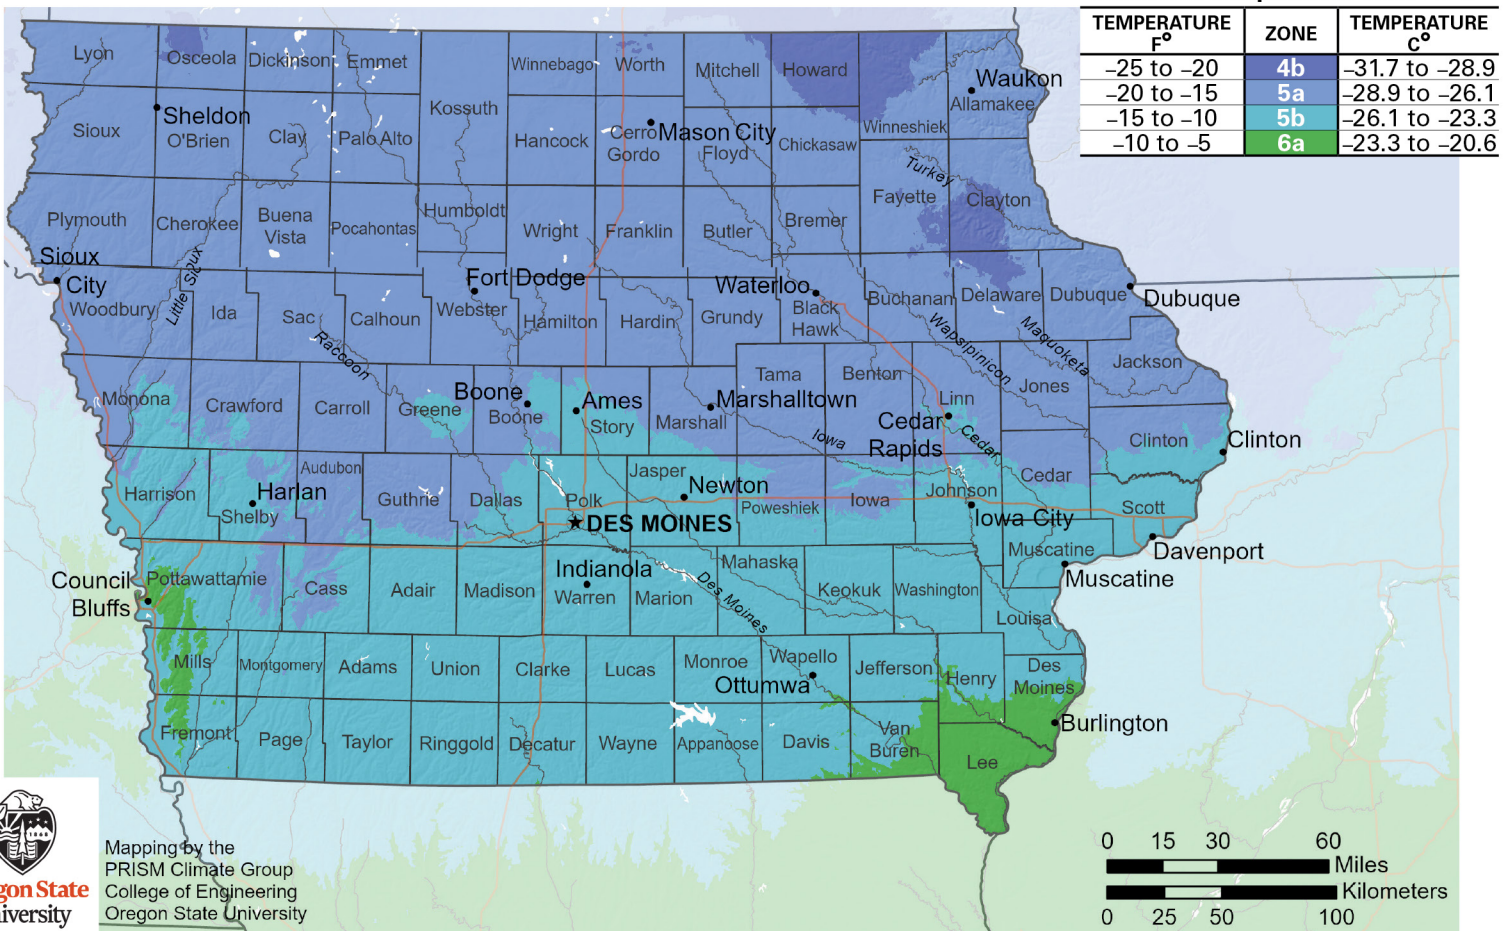 TEMPERATURE F° ZONE TEMPERATURE C°
–25 to –20 4b –31.7 to –28.9
–20 to –15 5a –28.9 to –26.1
–15 to –10 5b –26.1 to –23.3
–10 to –5 6a –23.3 to –20.6
Lyon
Osceola
Dickinson
Emmet
Winnebago
Worth
Mitchell
Howard
Waukon
Allamakee
Sheldon
Kossuth
Sioux
O'Brien
Clay
Palo Alto
Hancock
Cerro
Gordo
Mason City
Floyd
Chickasaw
Winneshiek
Turkey
Plymouth
Cherokee
Buena
Vista
Pocahontas
Humboldt
Wright
Franklin
Butler
Bremer
Fayette
Clayton
Sioux
City
Woodbury
Little Sioux
Ida
Sac
Calhoun
Fort Dodge
Webster
Hamilton
Hardin
Grundy
Waterloo
Black
Hawk
Buchanan
Delaware
Dubuque
Dubuque
Raccoon
Wapsipinicon
Maquoketa
Jackson
Monona
Crawford
Carroll
Greene
Boone
Boone
Ames
Story
Marshall
Marshalltown
Tama
Benton
Linn
Jones
Cedar
Rapids
Cedar
Iowa
Clinton
Clinton
Harrison
Harlan
Shelby
Audubon
Guthrie
Dallas
Polk
DES MOINES
Jasper
Newton
Poweshiek
Iowa
Johnson
Iowa City
Cedar
Scott
Davenport
Muscatine
Muscatine
Council
Bluffs
Pottawattamie
Cass
Adair
Madison
Indianola
Warren
Marion
Des Moines
Mahaska
Keokuk
Washington
Louisa
Mills
Montgomery
Adams
Union
Clarke
Lucas
Monroe
Wapello
Ottumwa
Jefferson
Henry
Des
Moines
Burlington
Fremont
Page
Taylor
Ringgold
Decatur
Wayne
Appanoose
Davis
Van
Buren
Lee
gon State
iversity
Mapping by the
PRISM Climate Group
College of Engineering
Oregon State University
0 15 30 60
Miles
Kilometers
0 25 50 100